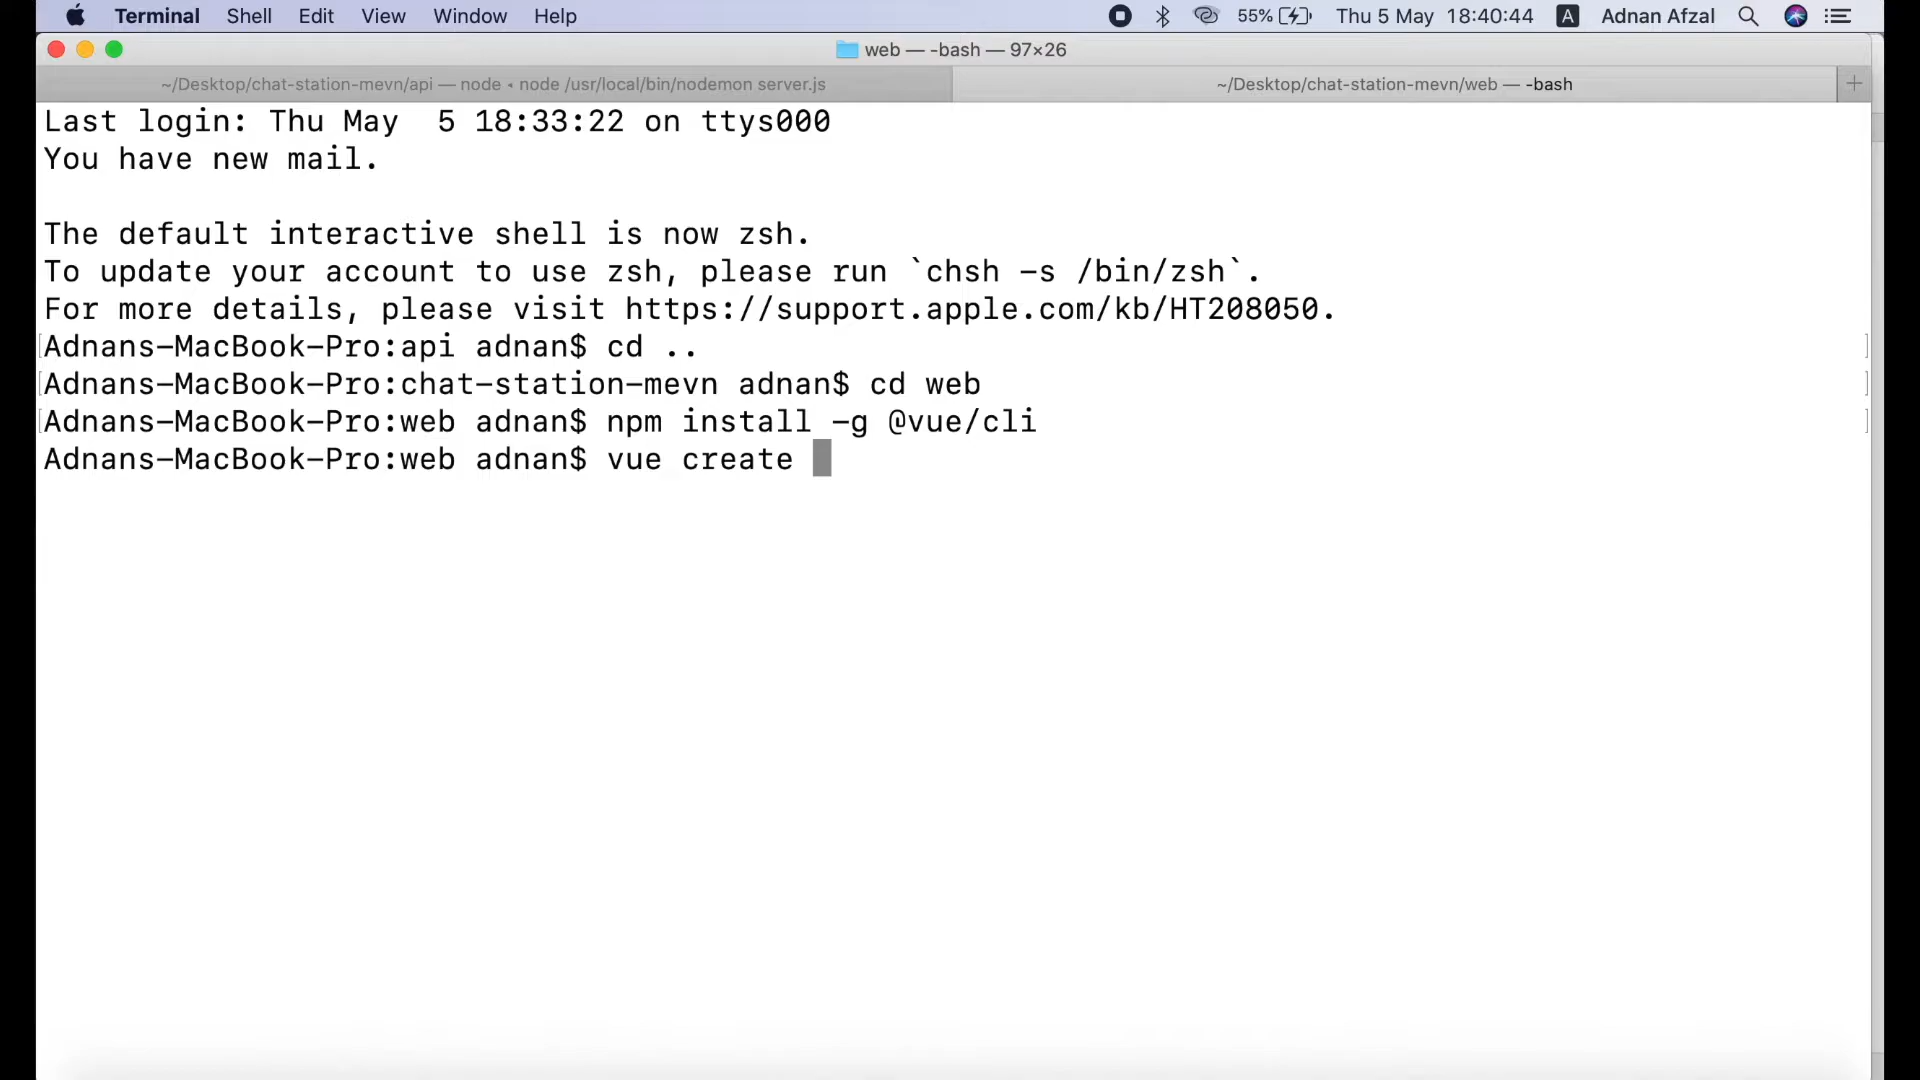 Terminal Shell Edit View Window Help 55% Thu 5 May 18:40:44 A Adnan Afzal
web — -bash — 97×26
~/Desktop/chat-station-mevn/api — node ◂ node /usr/local/bin/nodemon server.js
~/Desktop/chat-station-mevn/web — -bash
Last login: Thu May  5 18:33:22 on ttys000
You have new mail.
The default interactive shell is now zsh.
To update your account to use zsh, please run `chsh -s /bin/zsh`.
For more details, please visit https://support.apple.com/kb/HT208050.
Adnans-MacBook-Pro:api adnan$ cd ..
Adnans-MacBook-Pro:chat-station-mevn adnan$ cd web
Adnans-MacBook-Pro:web adnan$ npm install -g @vue/cli
Adnans-MacBook-Pro:web adnan$ vue create